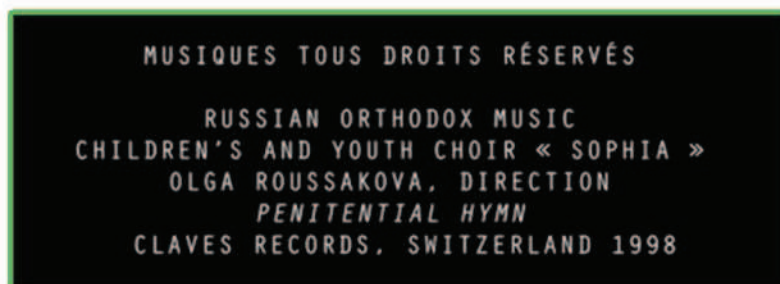 MUSIQUES TOUS DROITS RÉSERVÉS
RUSSIAN ORTHODOX MUSIC
CHILDREN'S AND YOUTH CHOIR « SOPHIA »
OLGA ROUSSAKOVA, DIRECTION
PENITENTIAL HYMN
CLAVES RECORDS, SWITZERLAND 1998